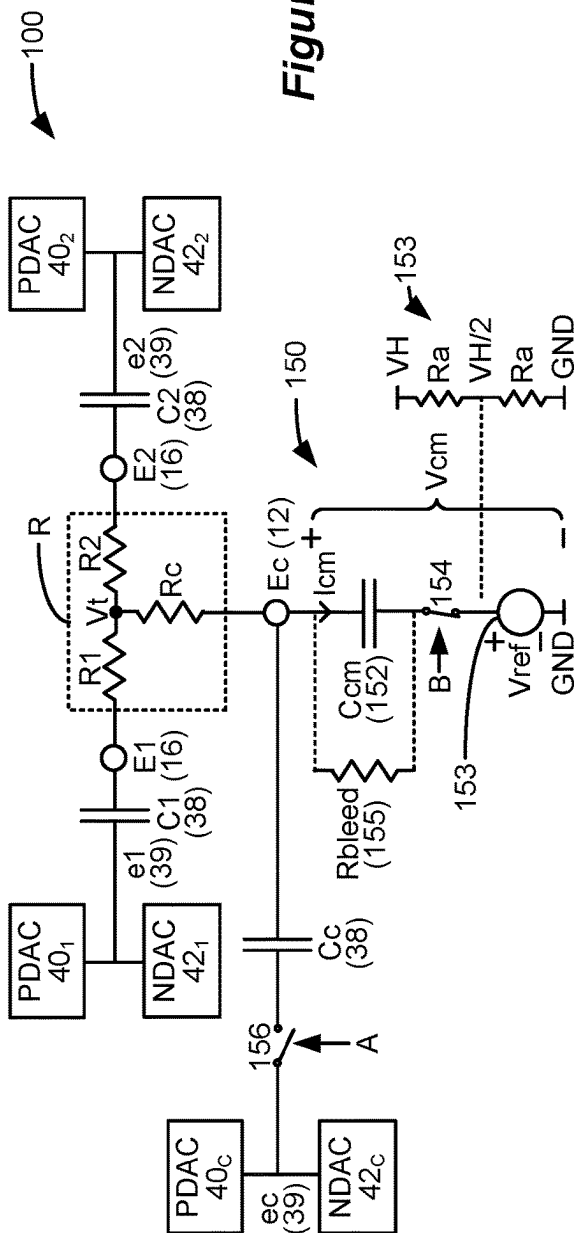 100
Figur
PDAC
40₁
NDAC
42₁
e1
(39)
C1
(38)
E1
(16)
R
R1
Vt
R2
Rc
E2
(16)
C2
(38)
e2
(39)
PDAC
40₂
NDAC
42₂
PDAC
40C
ec
(39)
NDAC
42C
156
A
Cc
(38)
Ec (12)
Icm
Ccm
(152)
Rbleed
(155)
B
154
153
+
Vref
−
GND
150
+
Vcm
−
VH
Ra
VH/2
Ra
GND
153